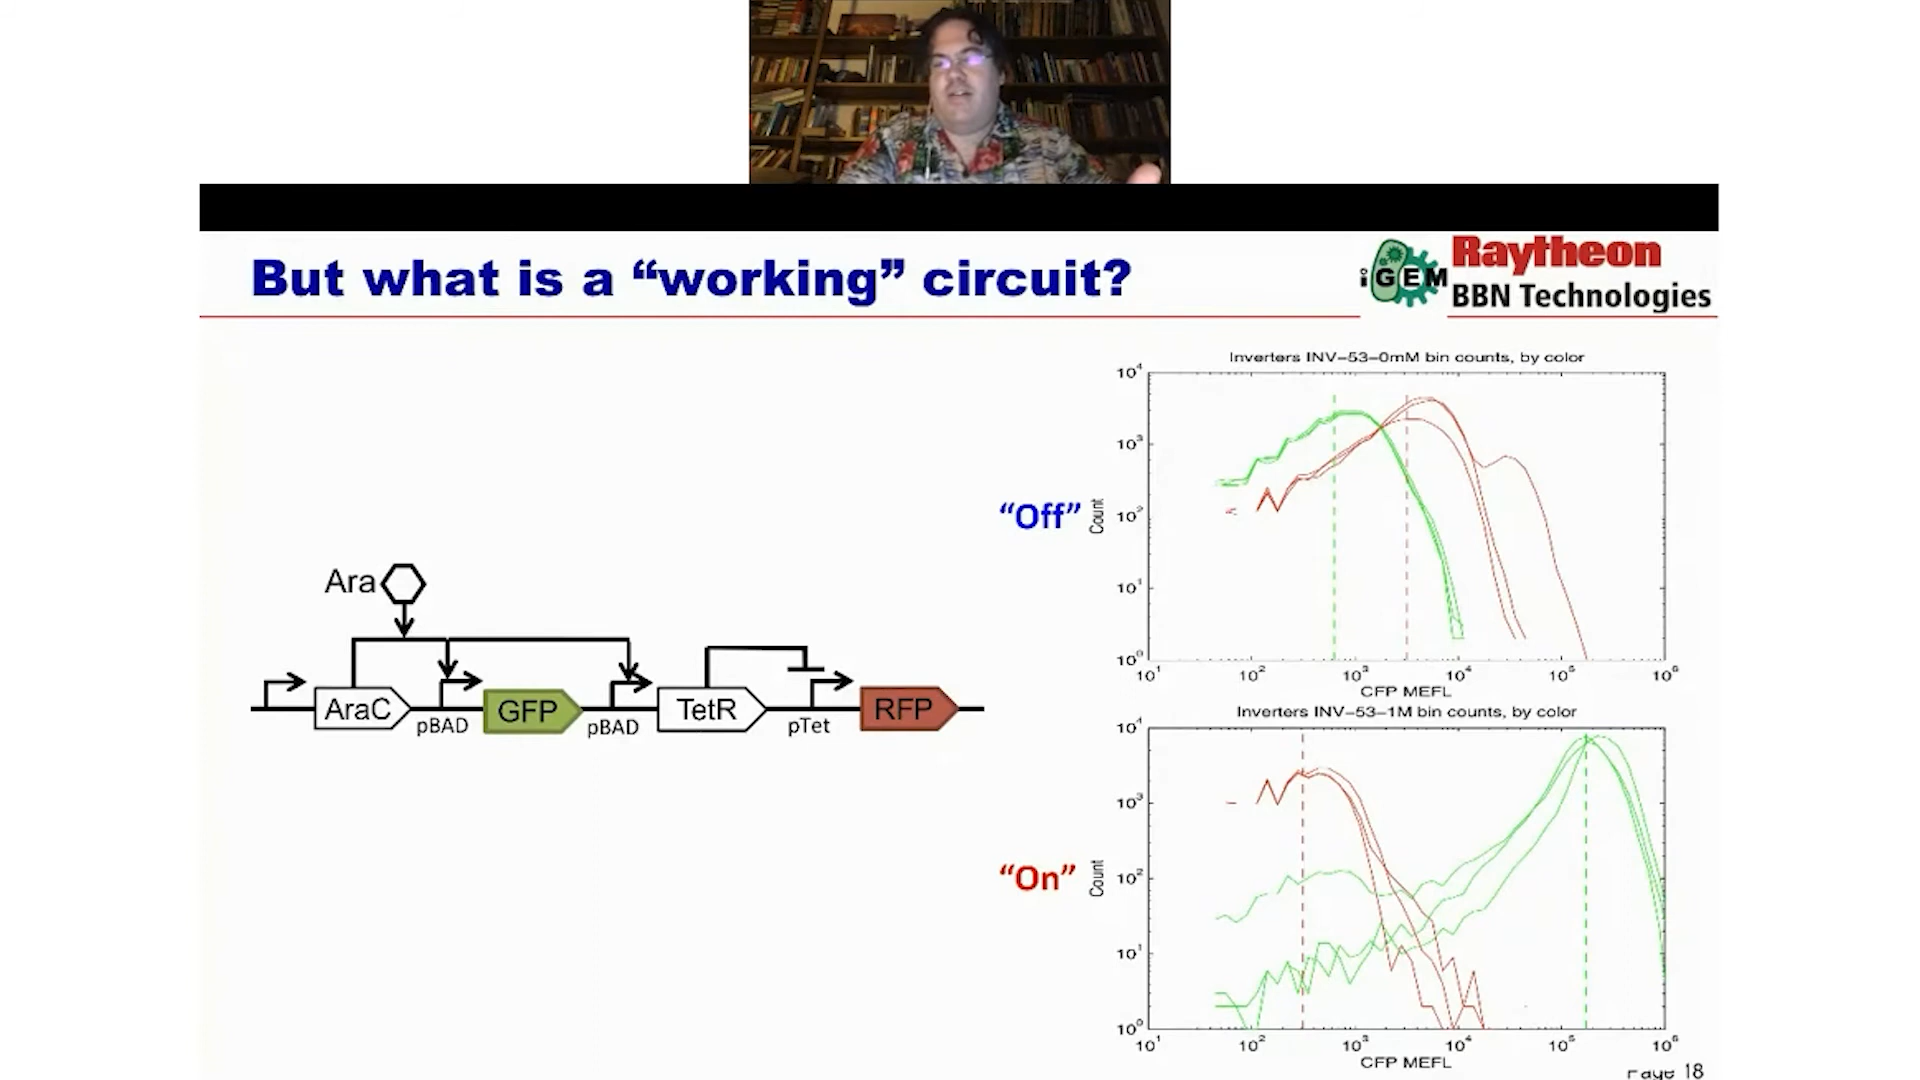 But what is a “working” circuit?
iGEM
Raytheon
BBN Technologies
Ara
AraC
pBAD
GFP
pBAD
TetR
pTet
RFP
“Off”
Inverters INV-53-0mM bin counts, by color
Count
10⁴
10³
10²
10¹
10⁰
10¹ 10² 10³ 10⁴ 10⁵ 10⁶
CFP MEFL
“On”
Inverters INV-53-1M bin counts, by color
Count
10⁴
10³
10²
10¹
10⁰
10¹ 10² 10³ 10⁴ 10⁵ 10⁶
CFP MEFL
Page 18